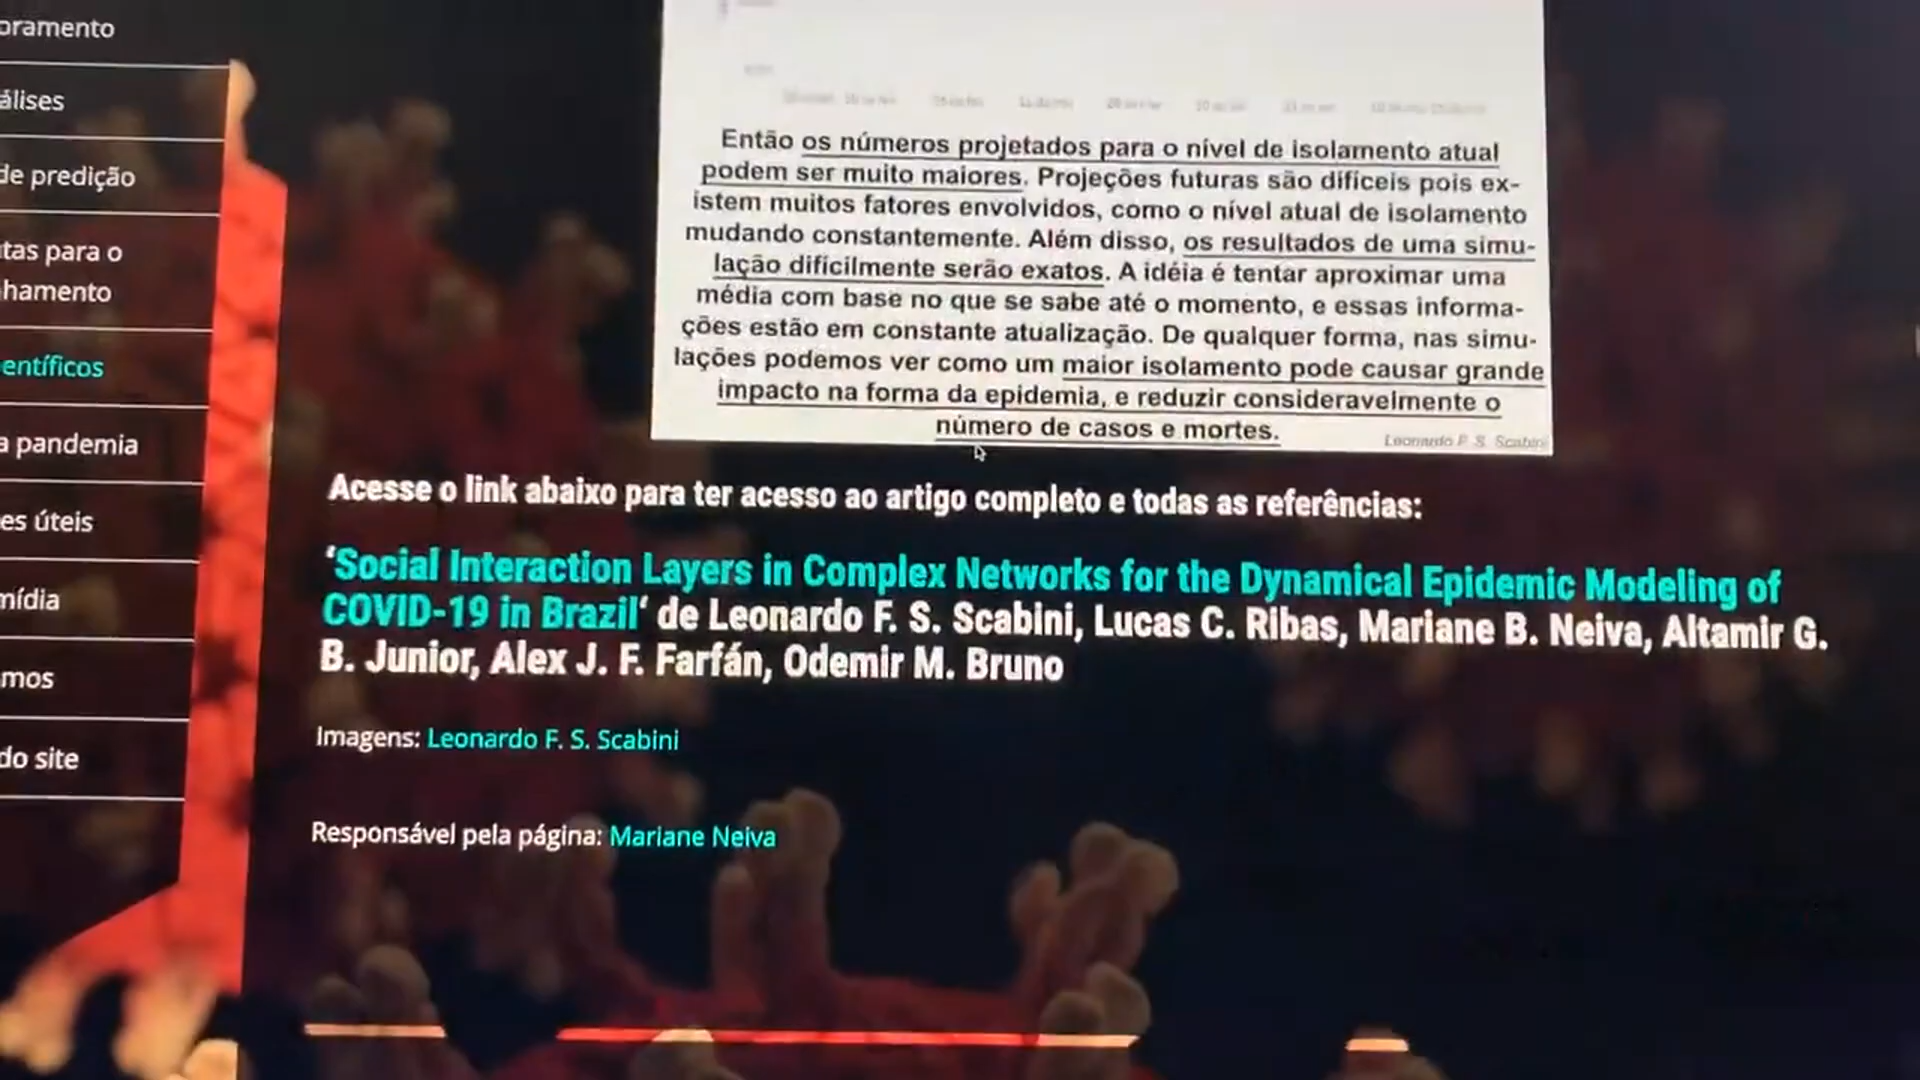 oramento
álises
de predição
tas para o
hamento
entíficos
a pandemia
es úteis
mídia
mos
do site
Então os números projetados para o nível de isolamento atual
podem ser muito maiores. Projeções futuras são difíceis pois ex-
istem muitos fatores envolvidos, como o nível atual de isolamento
mudando constantemente. Além disso, os resultados de uma simu-
lação dificilmente serão exatos. A idéia é tentar aproximar uma
média com base no que se sabe até o momento, e essas informa-
ções estão em constante atualização. De qualquer forma, nas simu-
lações podemos ver como um maior isolamento pode causar grande
impacto na forma da epidemia, e reduzir consideravelmente o
número de casos e mortes.
Leonardo F. S. Scabini
Acesse o link abaixo para ter acesso ao artigo completo e todas as referências:
‘Social Interaction Layers in Complex Networks for the Dynamical Epidemic Modeling of
COVID-19 in Brazil‘ de Leonardo F. S. Scabini, Lucas C. Ribas, Mariane B. Neiva, Altamir G.
B. Junior, Alex J. F. Farfán, Odemir M. Bruno
Imagens: Leonardo F. S. Scabini
Responsável pela página: Mariane Neiva